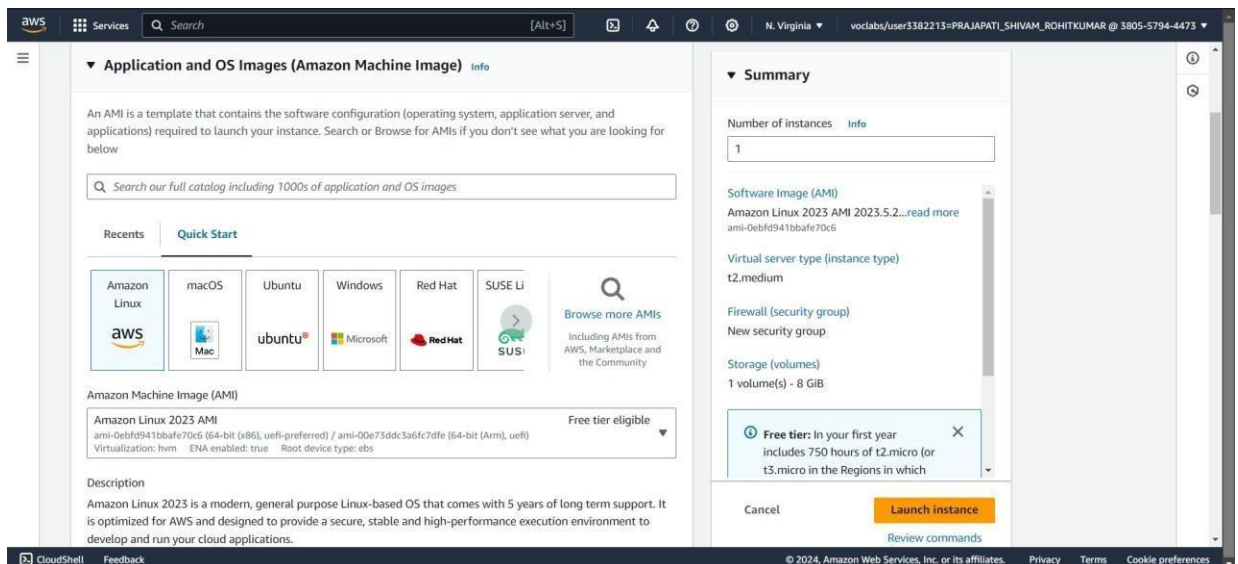 aws
Services
Search
[Alt+S]
N. Virginia
voclabs/user3382213=PRAJAPATI_SHIVAM_ROHITKUMAR @ 3805-5794-4473
Application and OS Images (Amazon Machine Image) Info
An AMI is a template that contains the software configuration (operating system, application server, and
applications) required to launch your instance. Search or Browse for AMIs if you don't see what you are looking for
below
Search our full catalog including 1000s of application and OS images
Recents
Quick Start
Amazon
Linux
aws
macOS
Mac
Ubuntu
ubuntu
Windows
Microsoft
Red Hat
RedHat
SUSE Li
SUS
Browse more AMIs
Including AMIs from
AWS, Marketplace and
the Community
Amazon Machine Image (AMI)
Amazon Linux 2023 AMI
Free tier eligible
ami-0ebfd941bbafe70c6 (64-bit (x86), uefi-preferred) / ami-00e73ddc3a6fc7dfe (64-bit (Arm), uefi)
Virtualization: hvm ENA enabled: true Root device type: ebs
Description
Amazon Linux 2023 is a modern, general purpose Linux-based OS that comes with 5 years of long term support. It
is optimized for AWS and designed to provide a secure, stable and high-performance execution environment to
develop and run your cloud applications.
Summary
Number of instances Info
1
Software Image (AMI)
Amazon Linux 2023 AMI 2023.5.2...read more
ami-0ebfd941bbafe70c6
Virtual server type (instance type)
t2.medium
Firewall (security group)
New security group
Storage (volumes)
1 volume(s) - 8 GiB
Free tier: In your first year
includes 750 hours of t2.micro (or
t3.micro in the Regions in which
Cancel
Launch instance
Review commands
CloudShell
Feedback
© 2024, Amazon Web Services, Inc. or its affiliates.
Privacy
Terms
Cookie preferences